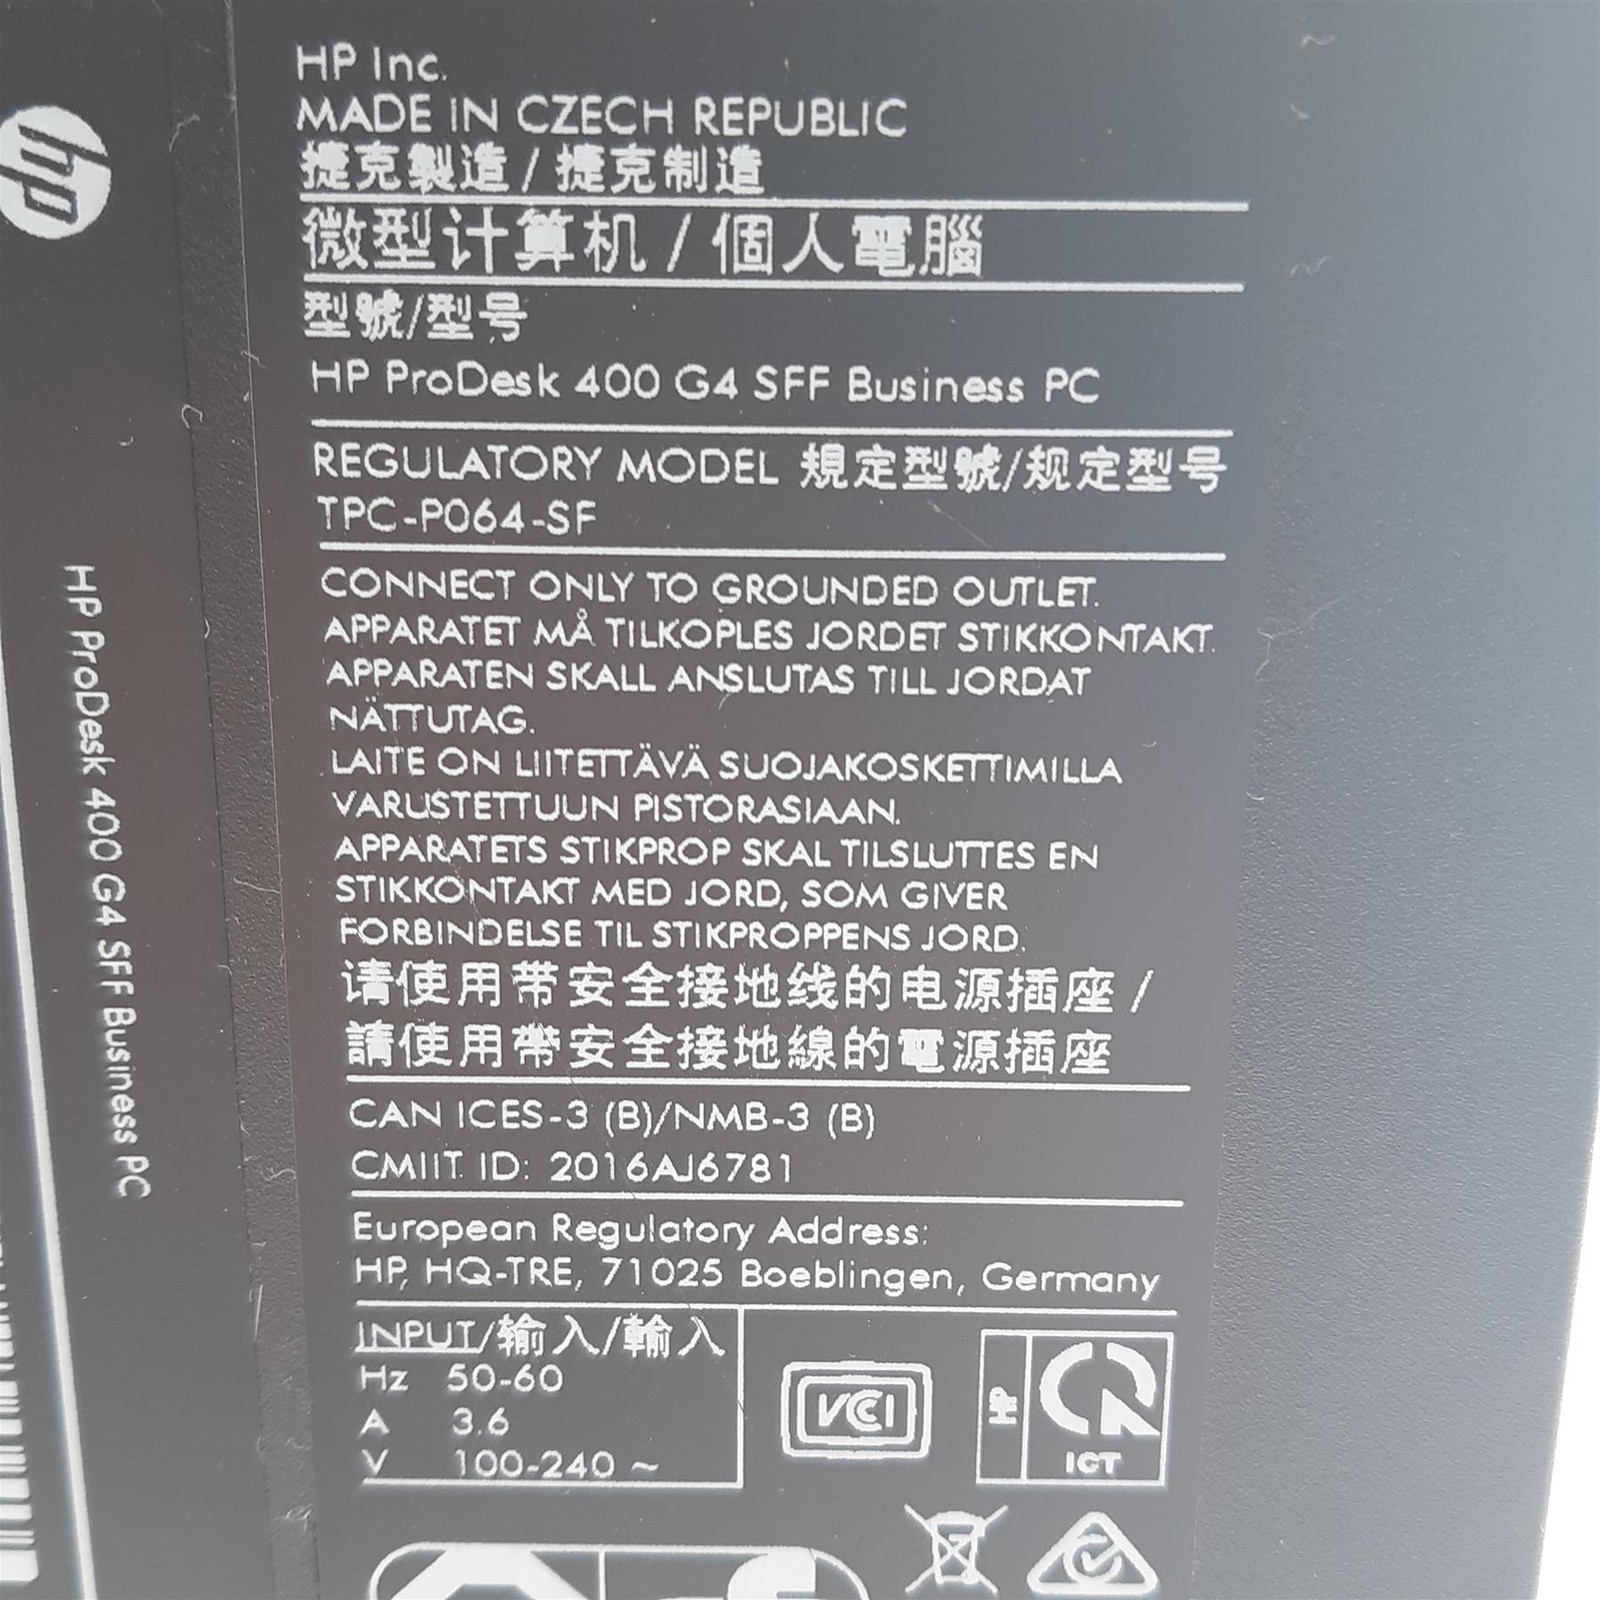 hp
HP ProDesk 400 G4 SFF Business PC
HP Inc.
MADE IN CZECH REPUBLIC
捷克製造 / 捷克制造
微型计算机 / 個人電腦
型號/型号
HP ProDesk 400 G4 SFF Business PC
REGULATORY MODEL 規定型號/规定型号
TPC-P064-SF
CONNECT ONLY TO GROUNDED OUTLET.
APPARATET MÅ TILKOPLES JORDET STIKKONTAKT.
APPARATEN SKALL ANSLUTAS TILL JORDAT
NÄTTUTAG.
LAITE ON LIITETTÄVÄ SUOJAKOSKETTIMILLA
VARUSTETTUUN PISTORASIAAN.
APPARATETS STIKPROP SKAL TILSLUTTES EN
STIKKONTAKT MED JORD, SOM GIVER
FORBINDELSE TIL STIKPROPPENS JORD.
请使用带安全接地线的电源插座 /
請使用帶安全接地線的電源插座
CAN ICES-3 (B)/NMB-3 (B)
CMIIT ID: 2016AJ6781
European Regulatory Address:
HP, HQ-TRE, 71025 Boeblingen, Germany
INPUT/输入/輸入
Hz 50-60
A 3.6
V 100-240 ~
VCCI
HP
ICT